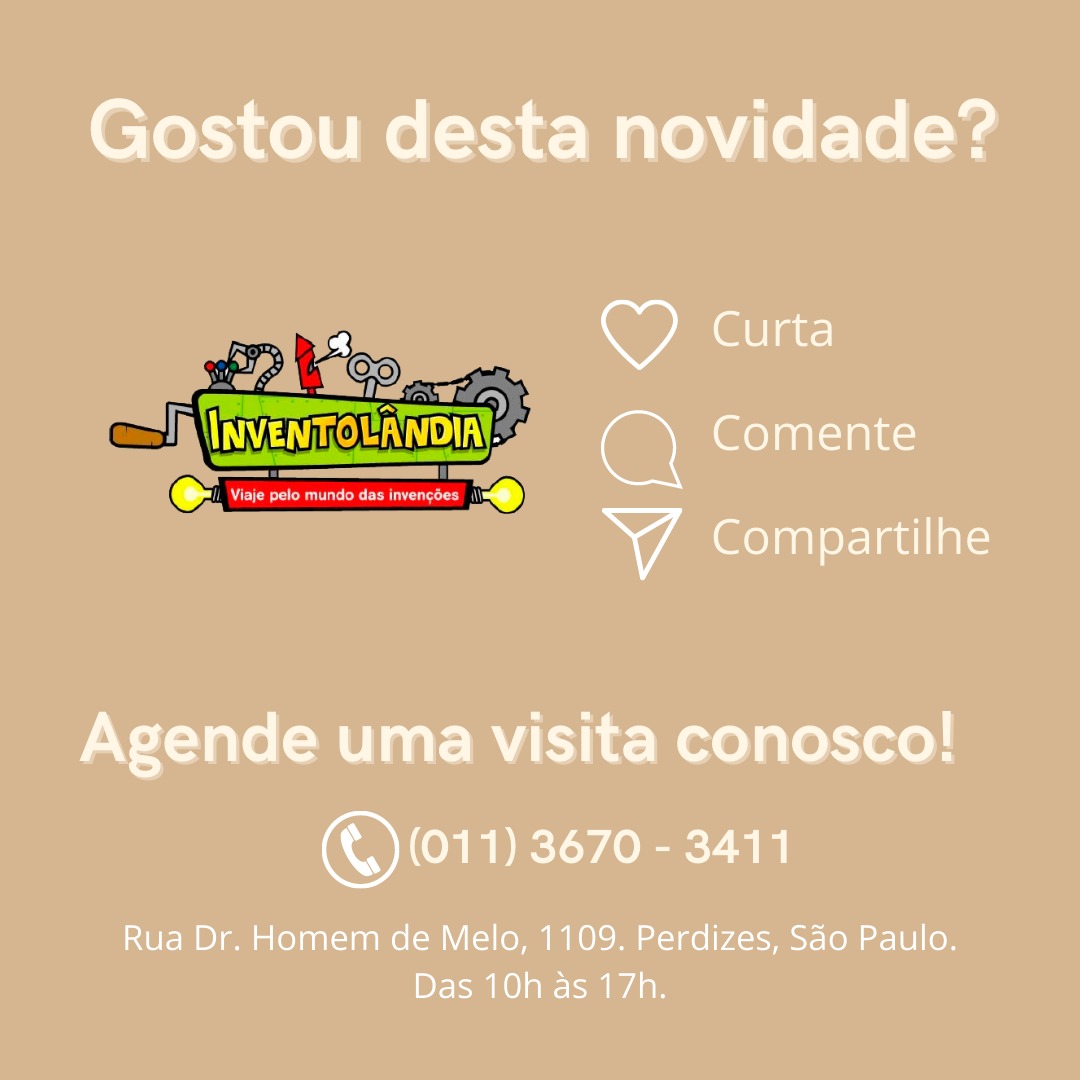 Gostou desta novidade?
INVENTOLÂNDIA
Viaje pelo mundo das invenções
Curta
Comente
Compartilhe
Agende uma visita conosco!
(011) 3670 - 3411
Rua Dr. Homem de Melo, 1109. Perdizes, São Paulo.
Das 10h às 17h.